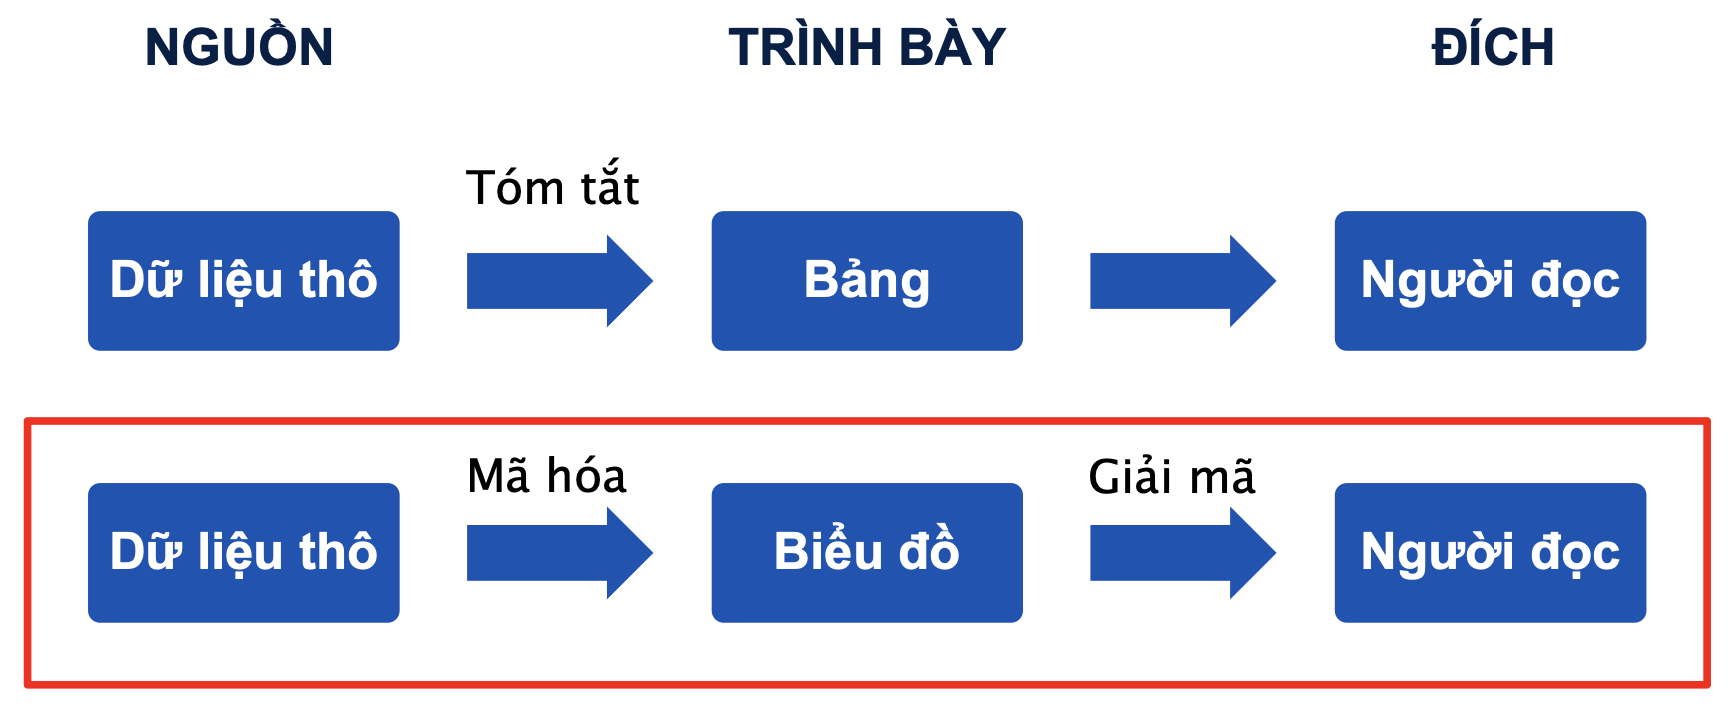 NGUỒN
TRÌNH BÀY
ĐÍCH
Tóm tắt
Dữ liệu thô
Bảng
Người đọc
Mã hóa
Giải mã
Dữ liệu thô
Biểu đồ
Người đọc